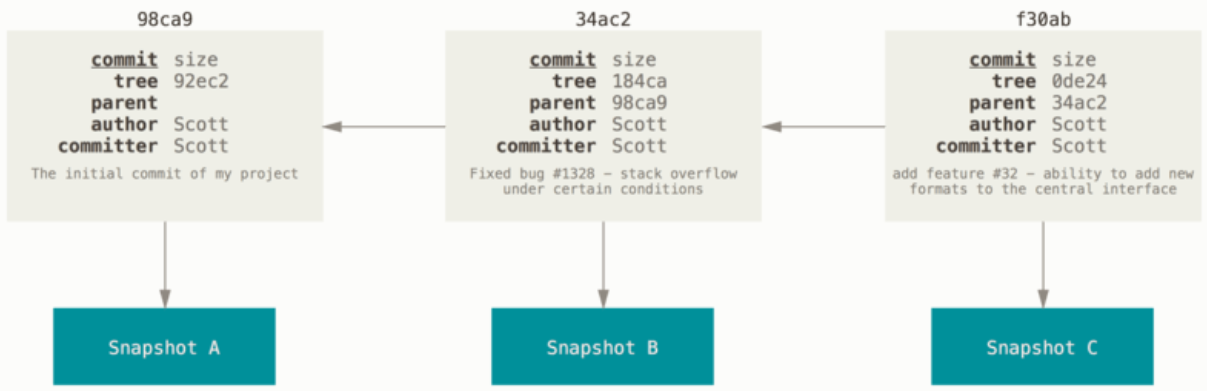 98ca9
commit size
tree 92ec2
parent
author Scott
committer Scott
The initial commit of my project
Snapshot A
34ac2
commit size
tree 184ca
parent 98ca9
author Scott
committer Scott
Fixed bug #1328 – stack overflow
under certain conditions
Snapshot B
f30ab
commit size
tree 0de24
parent 34ac2
author Scott
committer Scott
add feature #32 – ability to add new
formats to the central interface
Snapshot C